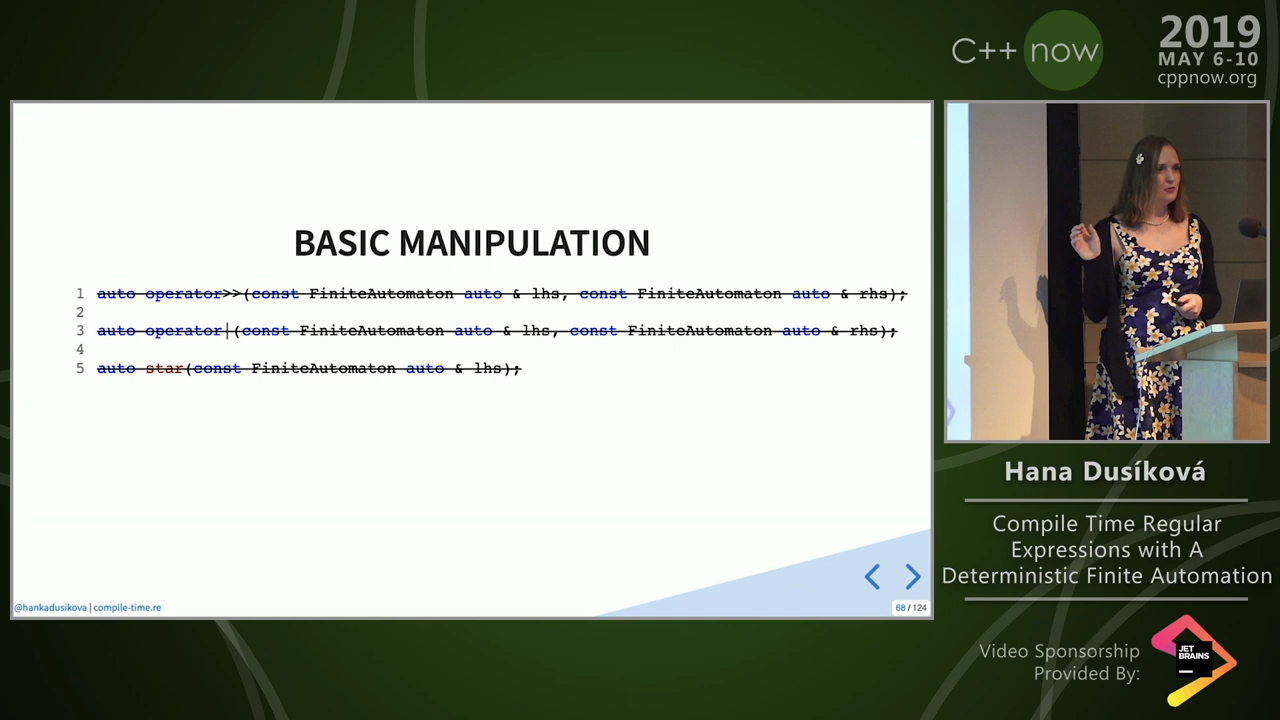 C++ now
2019
MAY 6-10
cppnow.org
BASIC MANIPULATION
1 auto operator>>(const FiniteAutomaton auto & lhs, const FiniteAutomaton auto & rhs);
2
3 auto operator|(const FiniteAutomaton auto & lhs, const FiniteAutomaton auto & rhs);
4
5 auto star(const FiniteAutomaton auto & lhs);
@hankadusikova | compile-time.re
68 / 124
Hana Dusíková
Compile Time Regular
Expressions with A
Deterministic Finite Automation
Video Sponsorship
Provided By:
JET
BRAINS